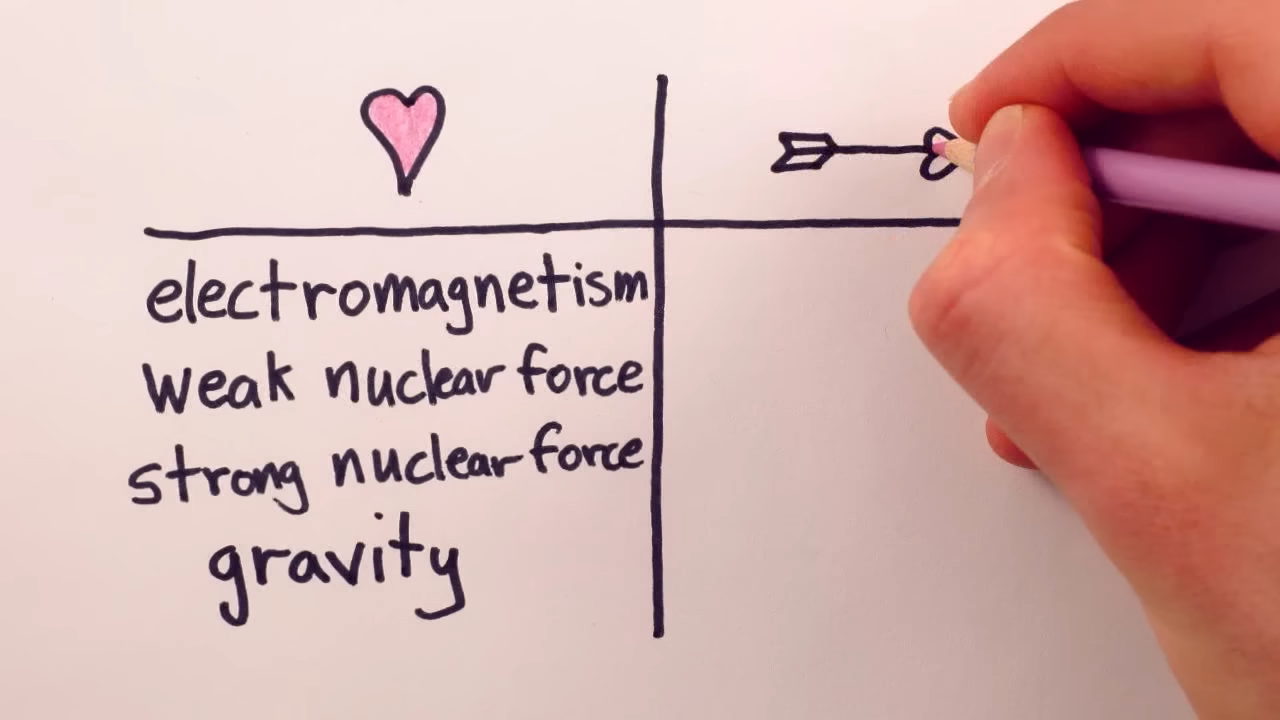 electromagnetism
weak nuclear force
strong nuclear force
gravity